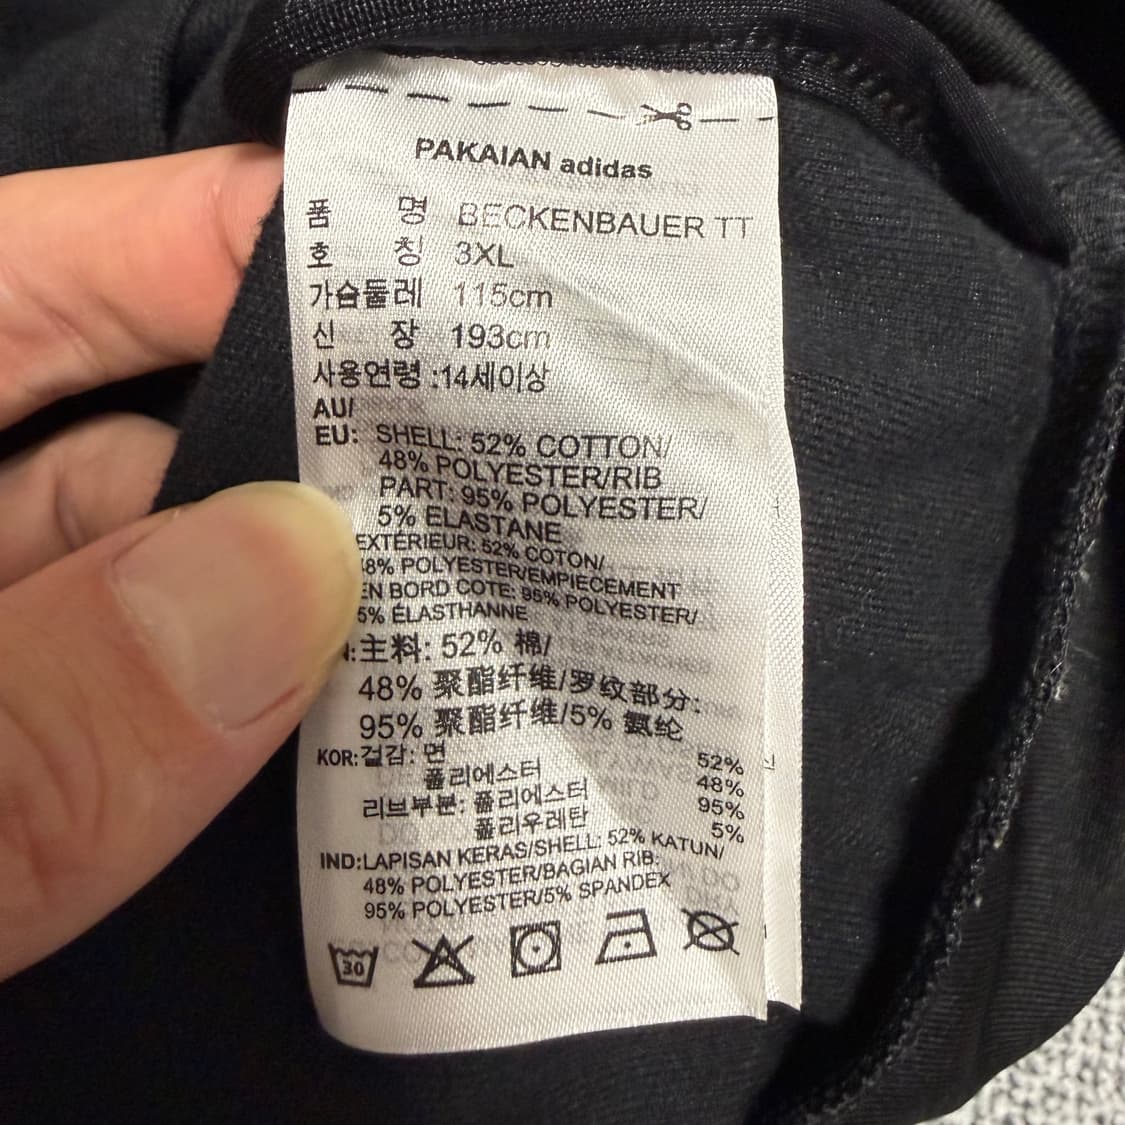 PAKAIAN adidas
품 명 BECKENBAUER TT
호 칭 3XL
가슴둘레 115cm
신 장 193cm
사용연령 :14세이상
AU/
EU: SHELL: 52% COTTON/
48% POLYESTER/RIB
PART: 95% POLYESTER/
5% ELASTANE
EXTÉRIEUR: 52% COTON/
8% POLYESTER/EMPIÈCEMENT
EN BORD CÔTE: 95% POLYESTER/
5% ÉLASTHANNE
N:主料: 52% 棉/
48% 聚酯纤维/罗纹部分:
95% 聚酯纤维/5% 氨纶
KOR:겉감: 면 52%
폴리에스터 48%
리브부분: 폴리에스터 95%
폴리우레탄 5%
IND:LAPISAN KERAS/SHELL: 52% KATUN/
48% POLYESTER/BAGIAN RIB:
95% POLYESTER/5% SPANDEX
30